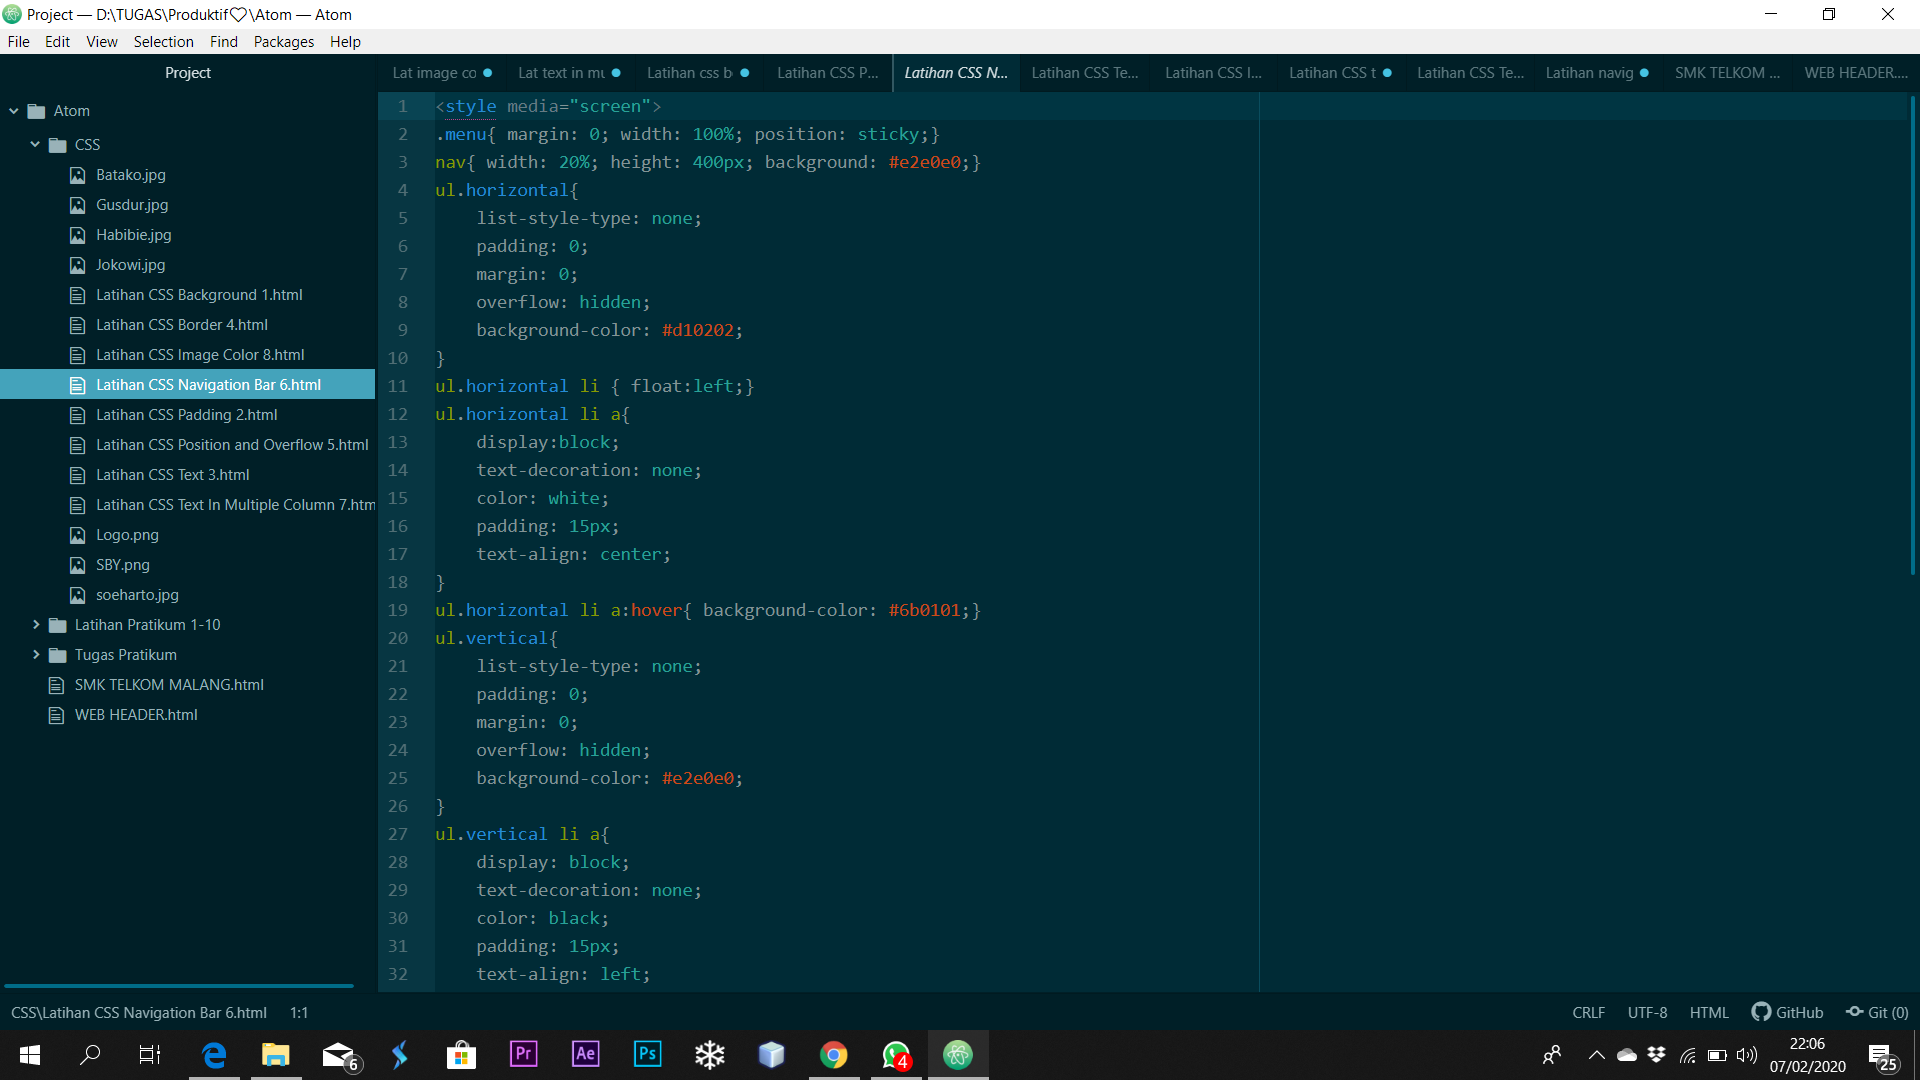 Project — D:\TUGAS\Produktif♡\Atom — Atom
File Edit View Selection Find Packages Help
Project
Lat image co Lat text in mu Latihan css b Latihan CSS P... Latihan CSS N... Latihan CSS Te... Latihan CSS I... Latihan CSS t Latihan CSS Te... Latihan navig SMK TELKOM ... WEB HEADER....
Atom
CSS
Batako.jpg
Gusdur.jpg
Habibie.jpg
Jokowi.jpg
Latihan CSS Background 1.html
Latihan CSS Border 4.html
Latihan CSS Image Color 8.html
Latihan CSS Navigation Bar 6.html
Latihan CSS Padding 2.html
Latihan CSS Position and Overflow 5.html
Latihan CSS Text 3.html
Latihan CSS Text In Multiple Column 7.htm
Logo.png
SBY.png
soeharto.jpg
Latihan Pratikum 1-10
Tugas Pratikum
SMK TELKOM MALANG.html
WEB HEADER.html
1 <style media="screen">
2 .menu{ margin: 0; width: 100%; position: sticky;}
3 nav{ width: 20%; height: 400px; background: #e2e0e0;}
4 ul.horizontal{
5 list-style-type: none;
6 padding: 0;
7 margin: 0;
8 overflow: hidden;
9 background-color: #d10202;
10 }
11 ul.horizontal li { float:left;}
12 ul.horizontal li a{
13 display:block;
14 text-decoration: none;
15 color: white;
16 padding: 15px;
17 text-align: center;
18 }
19 ul.horizontal li a:hover{ background-color: #6b0101;}
20 ul.vertical{
21 list-style-type: none;
22 padding: 0;
23 margin: 0;
24 overflow: hidden;
25 background-color: #e2e0e0;
26 }
27 ul.vertical li a{
28 display: block;
29 text-decoration: none;
30 color: black;
31 padding: 15px;
32 text-align: left;
CSS\Latihan CSS Navigation Bar 6.html 1:1 CRLF UTF-8 HTML GitHub Git (0)
6 Pr Ae Ps 4 22:06
07/02/2020 25